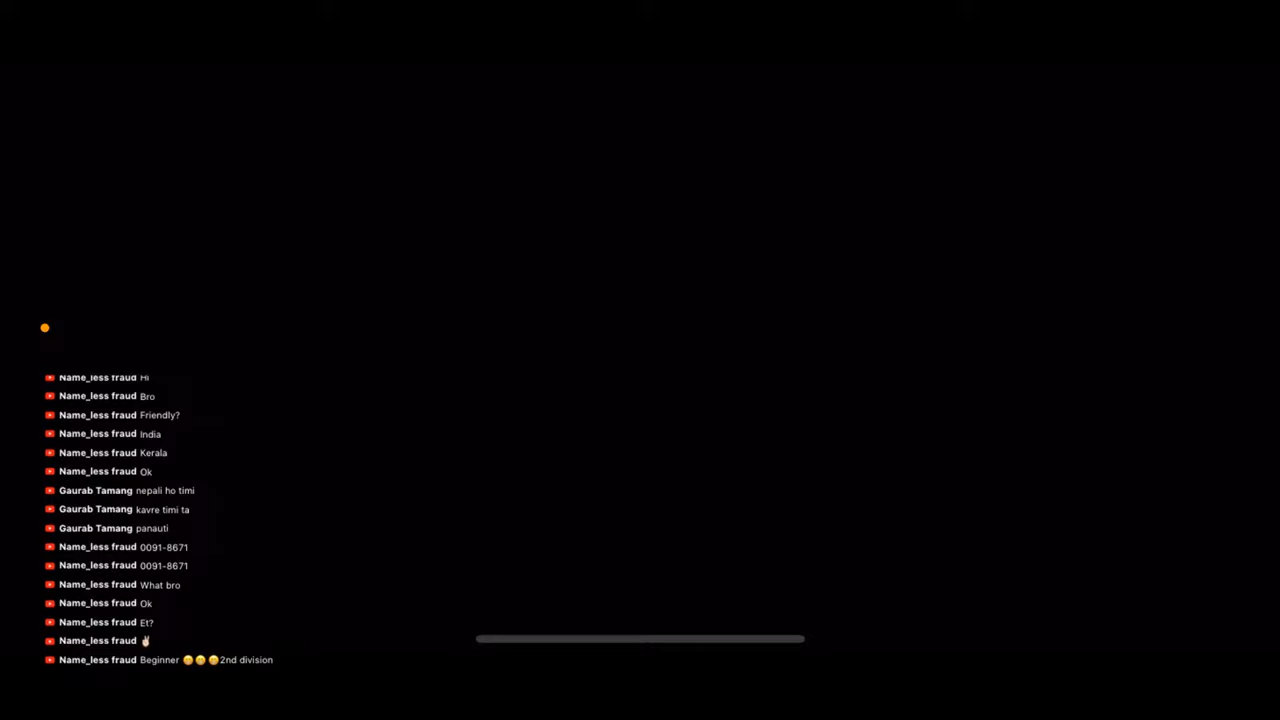 Name_less fraud Hi
Name_less fraud Bro
Name_less fraud Friendly?
Name_less fraud India
Name_less fraud Kerala
Name_less fraud Ok
Gaurab Tamang nepali ho timi
Gaurab Tamang kavre timi ta
Gaurab Tamang panauti
Name_less fraud 0091-8671
Name_less fraud 0091-8671
Name_less fraud What bro
Name_less fraud Ok
Name_less fraud Et?
Name_less fraud ✌🏻
Name_less fraud Beginner 😁😁😁2nd division